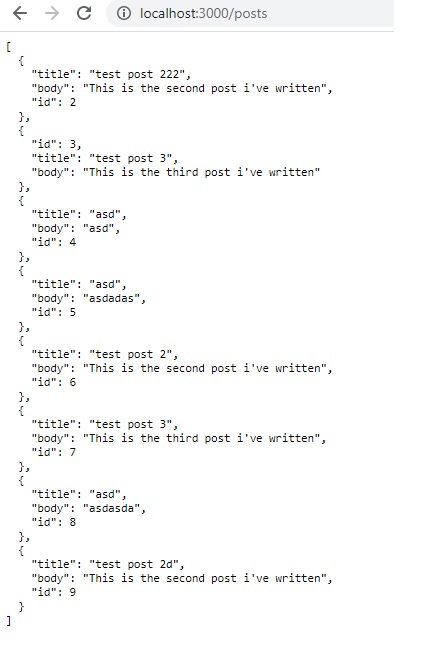 localhost:3000/posts
[
  {
    "title": "test post 222",
    "body": "This is the second post i've written",
    "id": 2
  },
  {
    "id": 3,
    "title": "test post 3",
    "body": "This is the third post i've written"
  },
  {
    "title": "asd",
    "body": "asd",
    "id": 4
  },
  {
    "title": "asd",
    "body": "asdadas",
    "id": 5
  },
  {
    "title": "test post 2",
    "body": "This is the second post i've written",
    "id": 6
  },
  {
    "title": "test post 3",
    "body": "This is the third post i've written",
    "id": 7
  },
  {
    "title": "asd",
    "body": "asdasda",
    "id": 8
  },
  {
    "title": "test post 2d",
    "body": "This is the second post i've written",
    "id": 9
  }
]